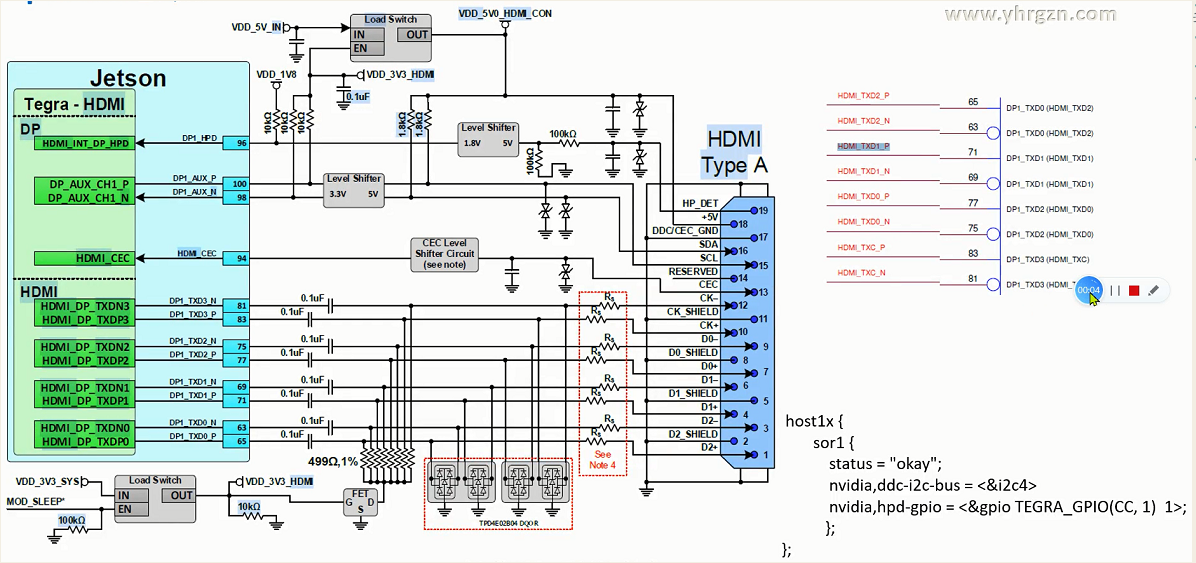 www.yhrgzn.com
VDD_5V_IN
Load Switch
IN OUT
EN
VDD_5V0_HDMI_CON
VDD_1V8
VDD_3V3_HDMI
0.1uF
10kΩ
10kΩ
10kΩ
1.8kΩ
1.8kΩ
Jetson
Tegra - HDMI
DP
HDMI_INT_DP_HPD
DP1_HPD
96
Level Shifter
1.8V 5V
100kΩ
100kΩ
DP_AUX_CH1_P
DP1_AUX_P
100
DP_AUX_CH1_N
DP1_AUX_N
98
Level Shifter
3.3V 5V
HDMI_CEC
HDMI_CEC
94
CEC Level
Shifter Circuit
(see note)
HDMI
HDMI_DP_TXDN3
DP1_TXD3_N
81
0.1uF
HDMI_DP_TXDP3
DP1_TXD3_P
83
0.1uF
HDMI_DP_TXDN2
DP1_TXD2_N
75
0.1uF
HDMI_DP_TXDP2
DP1_TXD2_P
77
0.1uF
HDMI_DP_TXDN1
DP1_TXD1_N
69
0.1uF
HDMI_DP_TXDP1
DP1_TXD1_P
71
0.1uF
HDMI_DP_TXDN0
DP1_TXD0_N
63
0.1uF
HDMI_DP_TXDP0
DP1_TXD0_P
65
0.1uF
499Ω,1%
RS
RS
RS
RS
RS
RS
RS
RS
See
Note 4
TPD4E02B04 DQOR
HDMI
Type A
HP_DET 19
+5V 18
DDC/CEC_GND 17
SDA 16
SCL 15
RESERVED 14
CEC 13
CK– 12
CK_SHIELD 11
CK+ 10
D0– 9
D0_SHIELD 8
D0+ 7
D1– 6
D1_SHIELD 5
D1+ 4
D2– 3
D2_SHIELD 2
D2+ 1
VDD_3V3_SYS
Load Switch
IN OUT
EN
MOD_SLEEP*
100kΩ
VDD_3V3_HDMI
10kΩ
FET
G D
S
HDMI_TXD2_P 65 DP1_TXD0 (HDMI_TXD2)
HDMI_TXD2_N 63 DP1_TXD0 (HDMI_TXD2)
HDMI_TXD1_P 71 DP1_TXD1 (HDMI_TXD1)
HDMI_TXD1_N 69 DP1_TXD1 (HDMI_TXD1)
HDMI_TXD0_P 77 DP1_TXD2 (HDMI_TXD0)
HDMI_TXD0_N 75 DP1_TXD2 (HDMI_TXD0)
HDMI_TXC_P 83 DP1_TXD3 (HDMI_TXC)
HDMI_TXC_N 81 DP1_TXD3 (HDMI_
00:04
host1x {
sor1 {
status = "okay";
nvidia,ddc-i2c-bus = <&i2c4>
nvidia,hpd-gpio = <&gpio TEGRA_GPIO(CC, 1) 1>;
};
};